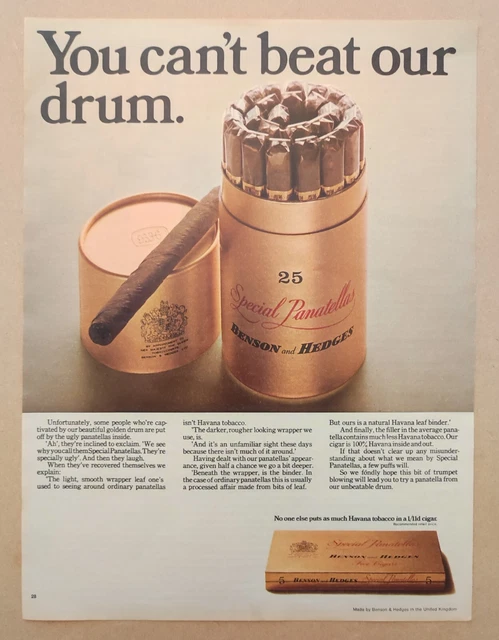 You can't beat our
drum.
25
Special Panatellas
BENSON and HEDGES
Unfortunately, some people who're cap-
tivated by our beautiful golden drum are put
off by the ugly panatellas inside.
'Ah', they're inclined to exclaim. 'We see
why you call them Special Panatellas. They're
specially ugly'. And then they laugh.
When they've recovered themselves we
explain:
'The light, smooth wrapper leaf one's
used to seeing around ordinary panatellas
isn't Havana tobacco.
'The darker, rougher looking wrapper we
use, is.
'And it's an unfamiliar sight these days
because there isn't much of it around.'
Having dealt with our panatellas' appear-
ance, given half a chance we go a bit deeper.
'Beneath the wrapper, is the binder. In
the case of ordinary panatellas this is usually
a processed affair made from bits of leaf.
But ours is a natural Havana leaf binder.'
'And finally, the filler in the average pana-
tella contains much less Havana tobacco. Our
cigar is 100% Havana inside and out.
If that doesn't clear up any misunder-
standing about what we mean by Special
Panatellas, a few puffs will.
So we fondly hope this bit of trumpet
blowing will lead you to try a panatella from
our unbeatable drum.
No one else puts as much Havana tobacco in a 1/11d cigar.
Special Panatellas
BENSON and HEDGES
Five Cigars
5 BENSON and HEDGES Special Panatellas 5
Made by Benson & Hedges in the United Kingdom